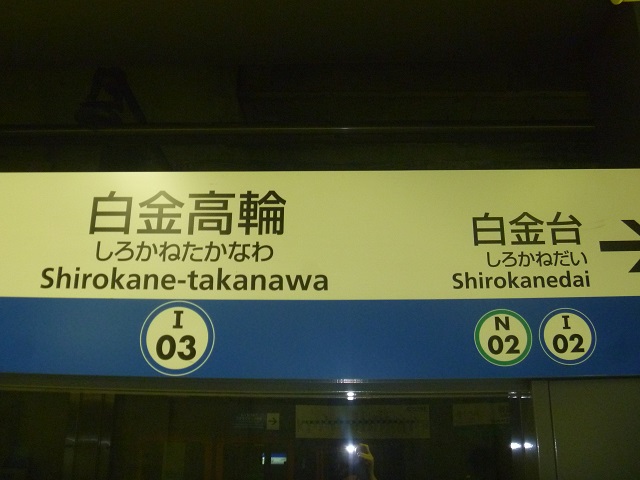 白金高輪
しろかねたかなわ
Shirokane-takanawa
I
03
白金台
しろかねだい
Shirokanedai
N
02
I
02